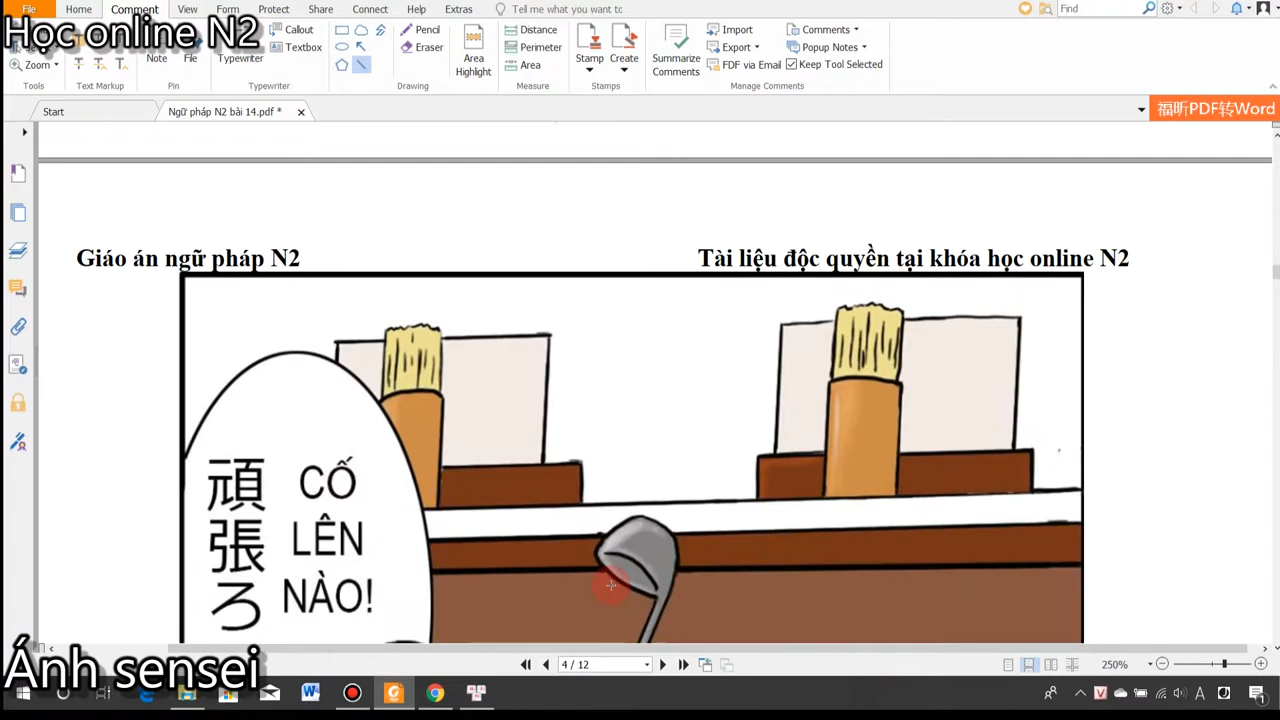 File
Home
Comment
View
Form
Protect
Share
Connect
Help
Extras
Tell me what you want t
Find
Học online N2
Callout
Pencil
Distance
Import
Comments
Textbox
Eraser
Perimeter
Export
Popup Notes
Zoom
Note
File
Typewriter
Area
Highlight
Area
Stamp
Create
Summarize
Comments
FDF via Email
Keep Tool Selected
Tools
Text Markup
Pin
Typewriter
Drawing
Measure
Stamps
Manage Comments
Start
Ngữ pháp N2 bài 14.pdf *
福昕PDF转Word
Giáo án ngữ pháp N2
Tài liệu độc quyền tại khóa học online N2
頑張ろ
CỐ
LÊN
NÀO!
Ánh sensei
4 / 12
250%